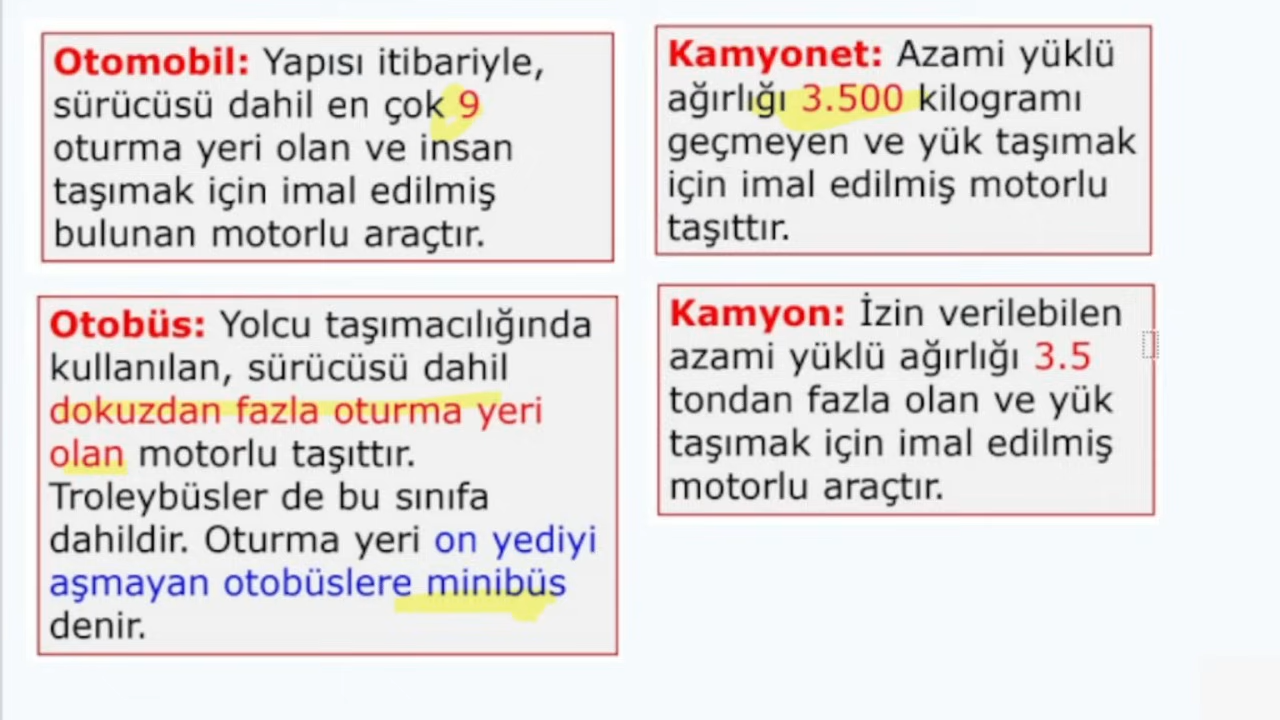 Otomobil: Yapısı itibariyle,
sürücüsü dahil en çok 9
oturma yeri olan ve insan
taşımak için imal edilmiş
bulunan motorlu araçtır.
Kamyonet: Azami yüklü
ağırlığı 3.500 kilogramı
geçmeyen ve yük taşımak
için imal edilmiş motorlu
taşıttır.
Otobüs: Yolcu taşımacılığında
kullanılan, sürücüsü dahil
dokuzdan fazla oturma yeri
olan motorlu taşıttır.
Troleybüsler de bu sınıfa
dahildir. Oturma yeri on yediyi
aşmayan otobüslere minibüs
denir.
Kamyon: İzin verilebilen
azami yüklü ağırlığı 3.5
tondan fazla olan ve yük
taşımak için imal edilmiş
motorlu araçtır.